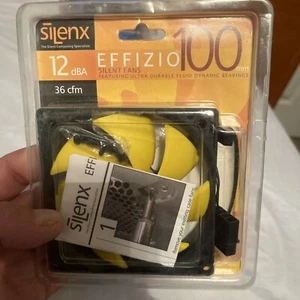 SilenX
The Silent Computing Specialists
EFFIZIO
100
mm
SILENT FANS
FEATURING ULTRA DURABLE FLUID DYNAMIC BEARINGS
12 dBA
36 cfm
SilenX EFFIZIO
1